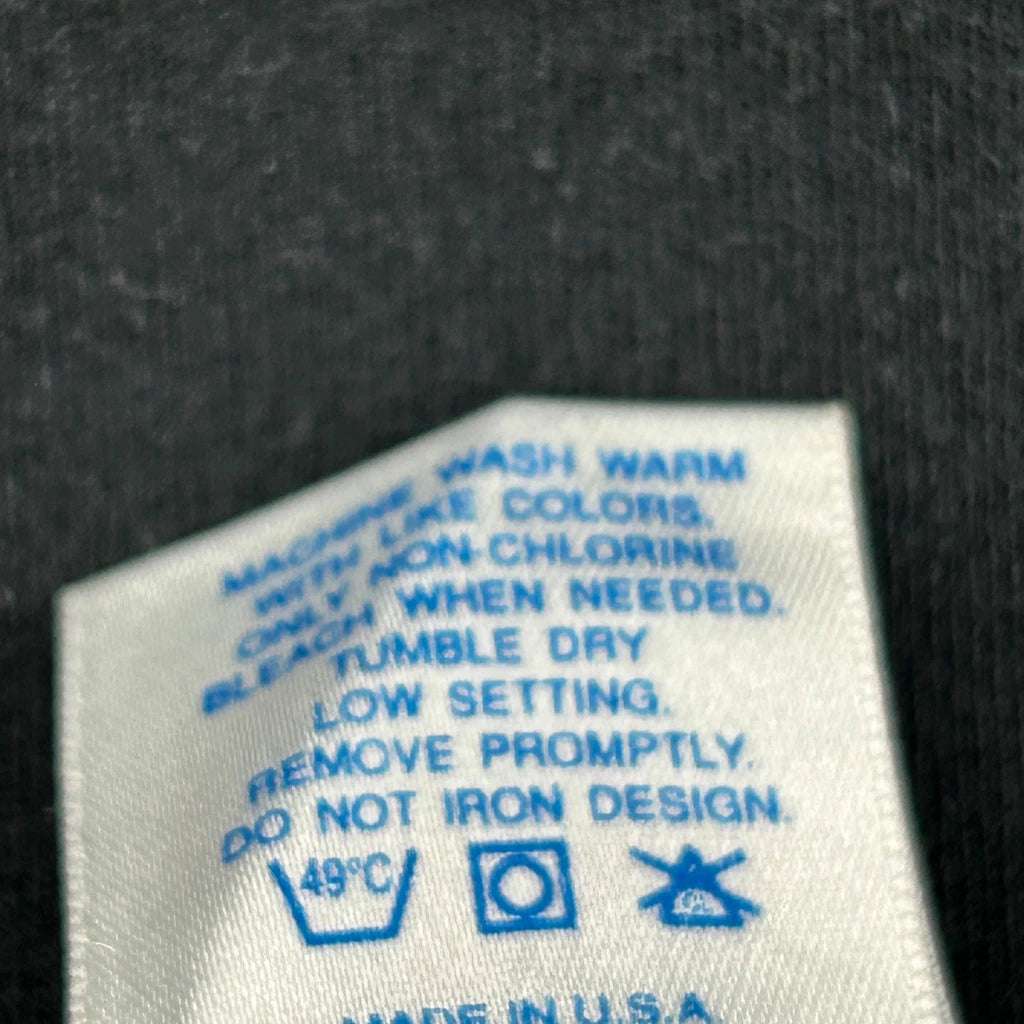 MACHINE WASH WARM
WITH LIKE COLORS.
ONLY NON-CHLORINE
BLEACH WHEN NEEDED.
TUMBLE DRY
LOW SETTING.
REMOVE PROMPTLY.
DO NOT IRON DESIGN.
49°C
MADE IN U.S.A.